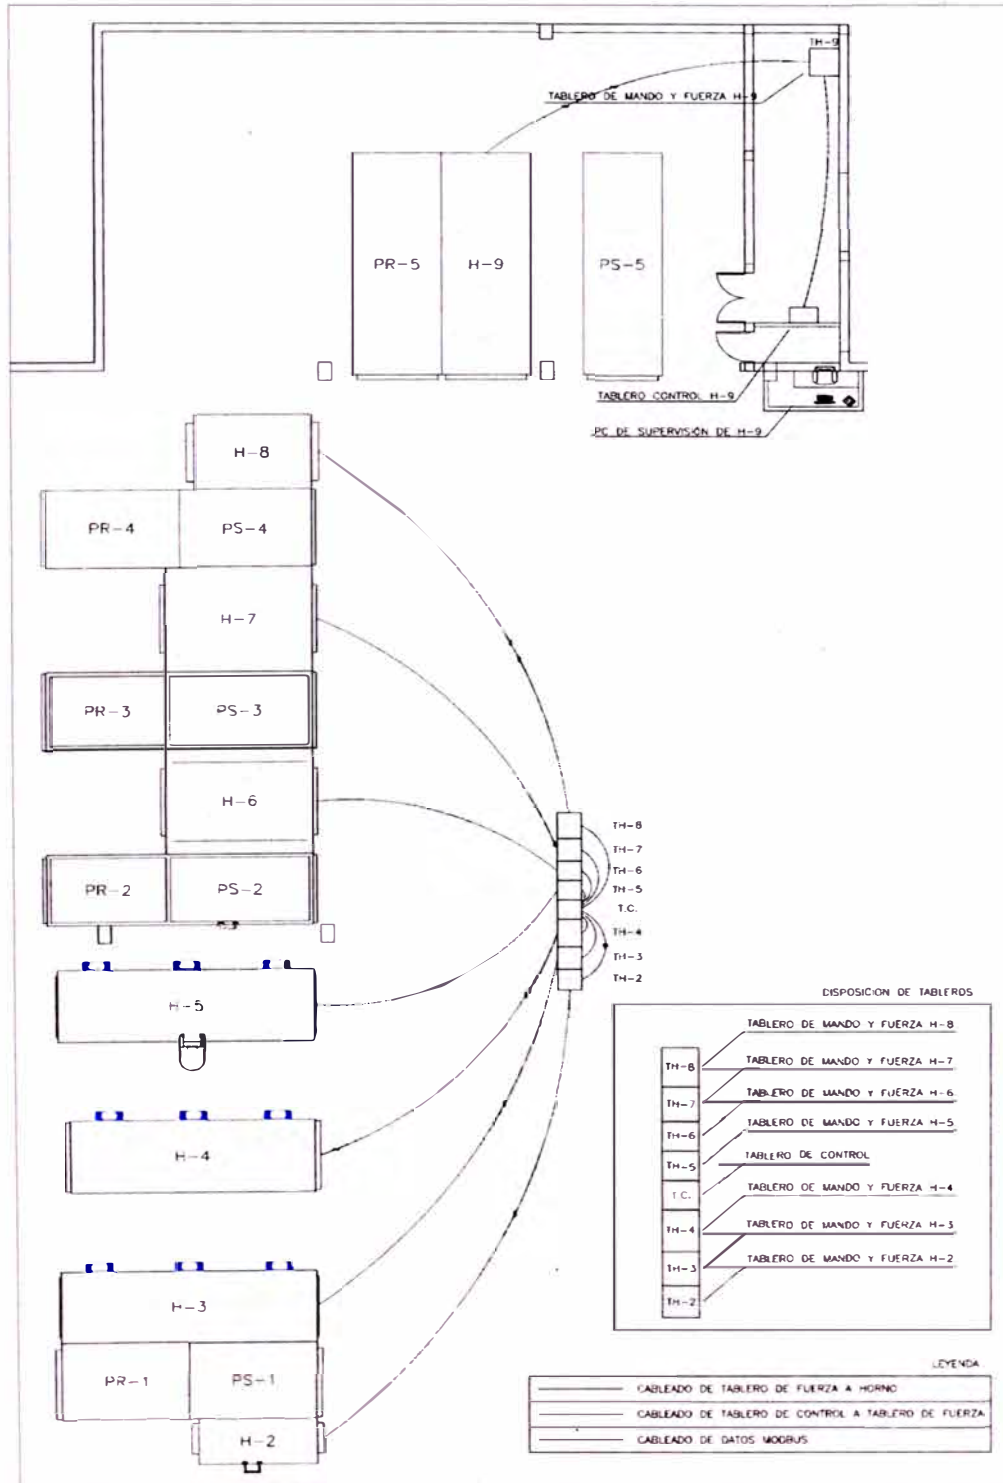 TH-9
TABLERO DE MANDO Y FUERZA H-9
PR-5
H-9
PS-5
TABLERO CONTROL H-9
PC DE SUPERVISIÓN DE H-9
H-8
PR-4
PS-4
H-7
PR-3
PS-3
H-6
PR-2
PS-2
H-5
H-4
H-3
PR-1
PS-1
H-2
TH-8
TH-7
TH-6
TH-5
T.C.
TH-4
TH-3
TH-2
DISPOSICION DE TABLEROS
TH-8
TABLERO DE MANDO Y FUERZA H-8
TH-7
TABLERO DE MANDO Y FUERZA H-7
TH-6
TABLERO DE MANDO Y FUERZA H-6
TH-5
TABLERO DE MANDO Y FUERZA H-5
T.C.
TABLERO DE CONTROL
TH-4
TABLERO DE MANDO Y FUERZA H-4
TH-3
TABLERO DE MANDO Y FUERZA H-3
TH-2
TABLERO DE MANDO Y FUERZA H-2
LEYENDA
CABLEADO DE TABLERO DE FUERZA A HORNO
CABLEADO DE TABLERO DE CONTROL A TABLERO DE FUERZA
CABLEADO DE DATOS MODBUS